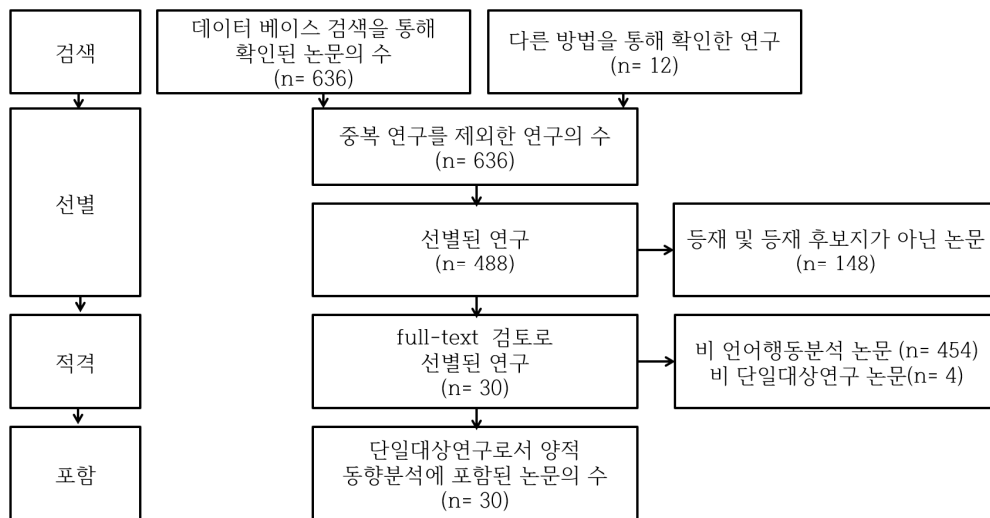 검색
데이터 베이스 검색을 통해
확인된 논문의 수
(n= 636)
다른 방법을 통해 확인한 연구
(n= 12)
선별
중복 연구를 제외한 연구의 수
(n= 636)
선별된 연구
(n= 488)
등재 및 등재 후보지가 아닌 논문
(n= 148)
적격
full-text 검토로
선별된 연구
(n= 30)
비 언어행동분석 논문 (n= 454)
비 단일대상연구 논문(n= 4)
포함
단일대상연구로서 양적
동향분석에 포함된 논문의 수
(n= 30)